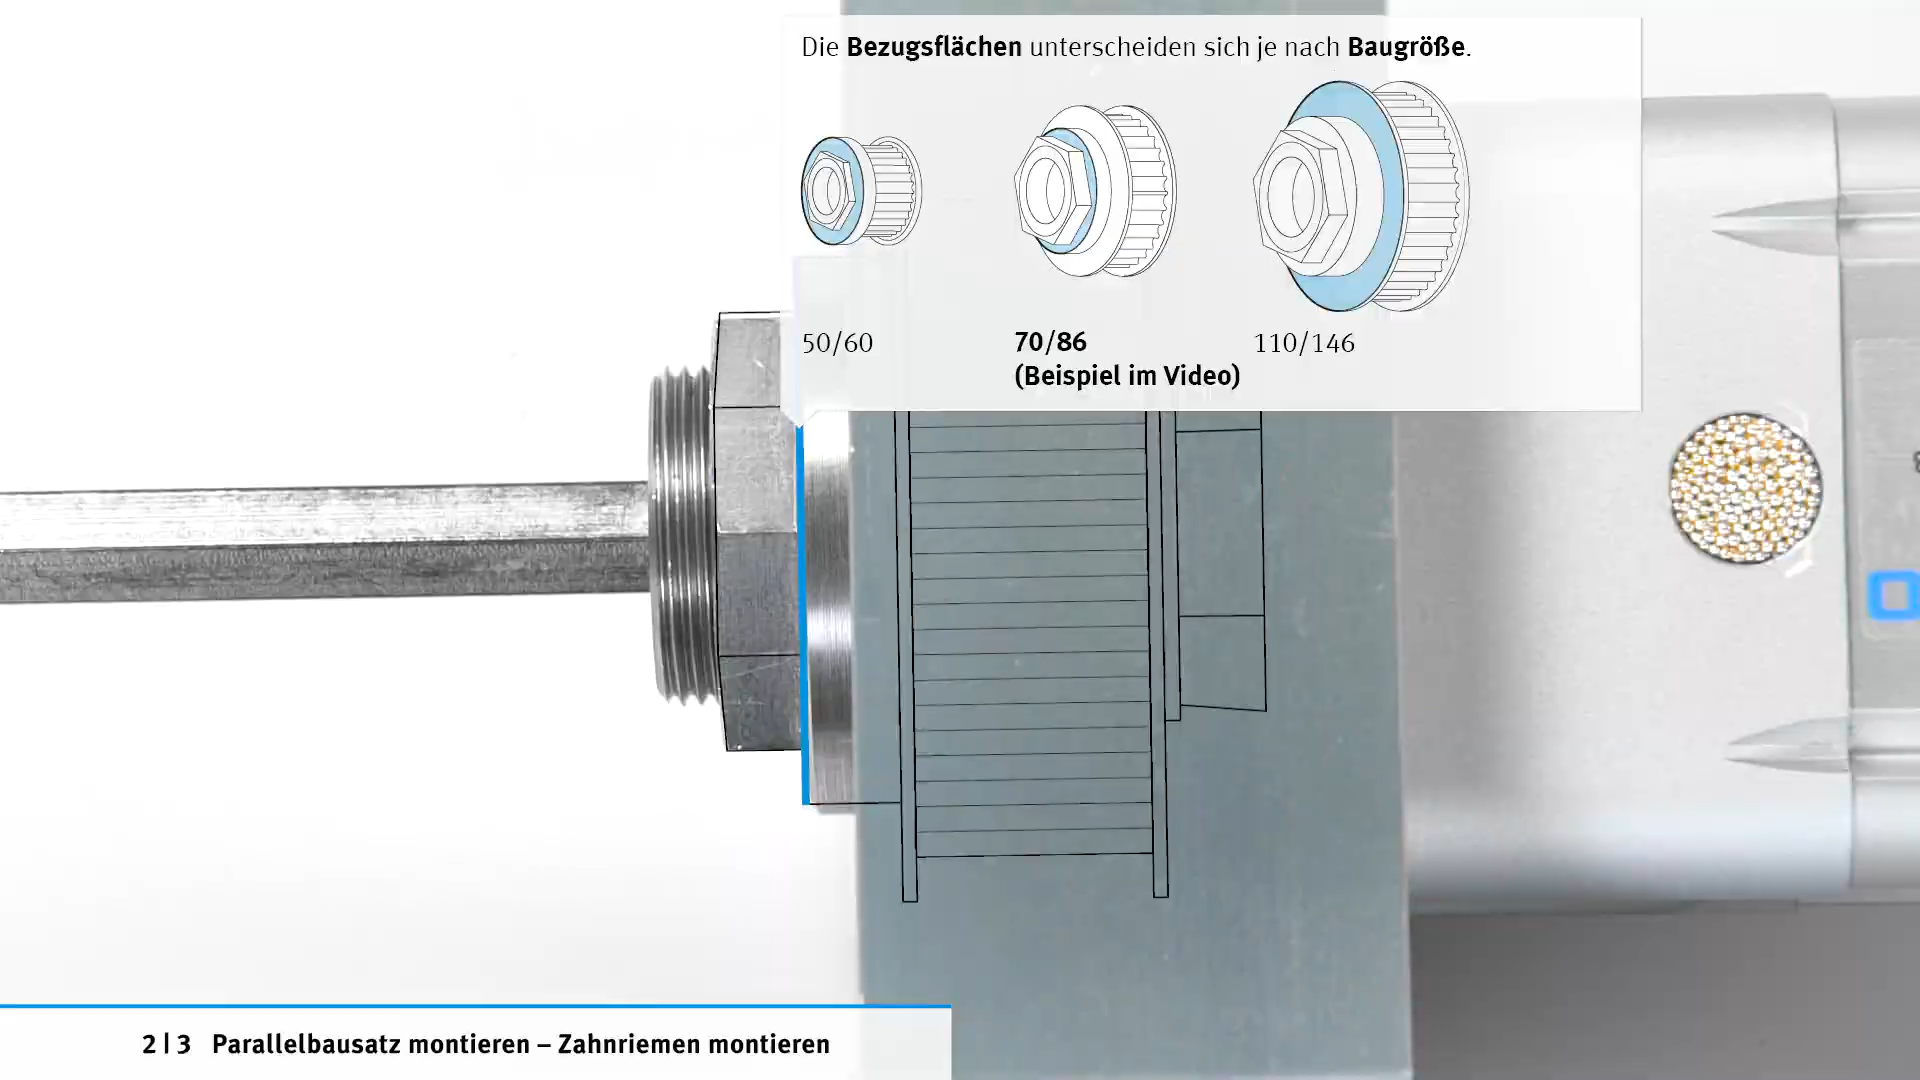 Die Bezugsflächen unterscheiden sich je nach Baugröße.
50/60
70/86
(Beispiel im Video)
110/146
2 | 3 Parallelbausatz montieren – Zahnriemen montieren